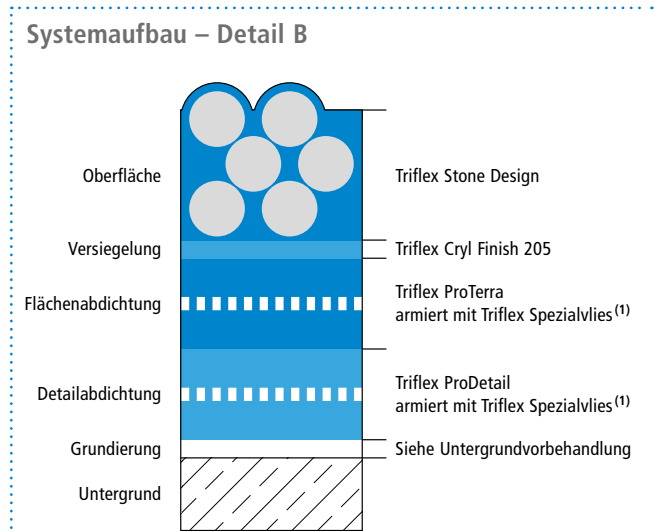 Systemaufbau – Detail B
Oberfläche
Triflex Stone Design
Versiegelung
Triflex Cryl Finish 205
Flächenabdichtung
Triflex ProTerra
armiert mit Triflex Spezialvlies(1)
Detailabdichtung
Triflex ProDetail
armiert mit Triflex Spezialvlies(1)
Grundierung
Siehe Untergrundvorbehandlung
Untergrund